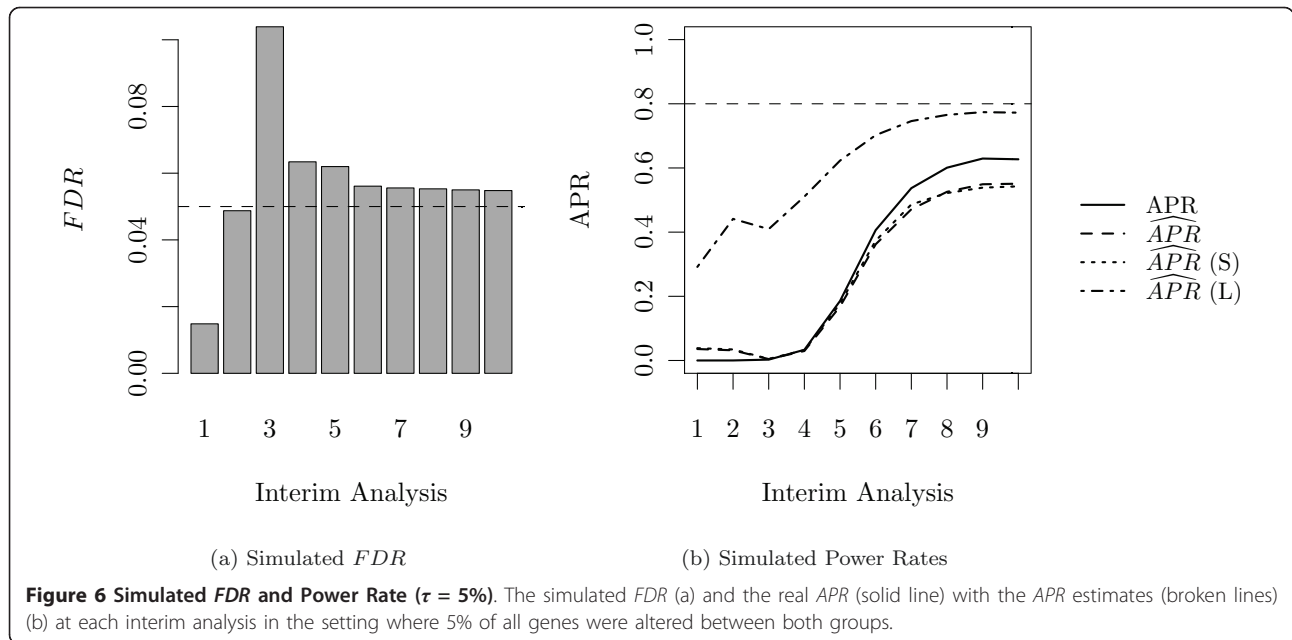 FDR
0.00
0.04
0.08
1 3 5 7 9
Interim Analysis
(a) Simulated FDR
APR
0.0
0.2
0.4
0.6
0.8
1.0
1 2 3 4 5 6 7 8 9
Interim Analysis
(b) Simulated Power Rates
APR
\widehat{APR}
\widehat{APR} (S)
\widehat{APR} (L)
Figure 6 Simulated FDR and Power Rate (τ = 5%). The simulated FDR (a) and the real APR (solid line) with the APR estimates (broken lines)
(b) at each interim analysis in the setting where 5% of all genes were altered between both groups.